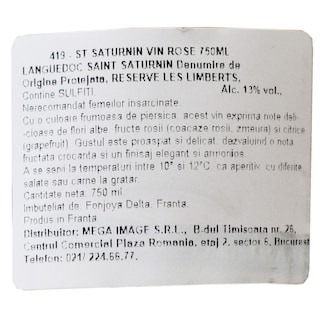 419 - ST SATURNIN VIN ROSE 750ML
LANGUEDOC SAINT SATURNIN Denumire de
Origine Protejata, RESERVE LES LIMBERTS,
Contine SULFITI. Alc. 13% vol.,
Nerecomandat femeilor insarcinate.
Cu o culoare frumoasa de piersica, acest vin exprima note deli-
cioase de flori albe, fructe rosii (coacaze rosii, zmeura) si citrice
(grapefruit). Gustul este proaspat si delicat, dezvaluind o nota
fructata crocanta si un finisaj elegant si armonios.
A se servi la temperaturi intre 10° si 12°C, ca aperitiv, cu diferite
salate sau carne la gratar.
Cantitate neta: 750 ml
Imbuteliat de: Fonjoya Delta, Franta.
Produs in Franta
Distribuitor: MEGA IMAGE S.R.L., B-dul Timisoara nr. 26,
Centrul Comercial Plaza Romania, etaj 2, sector 6, Bucurest
Telefon: 021/ 224.66.77.